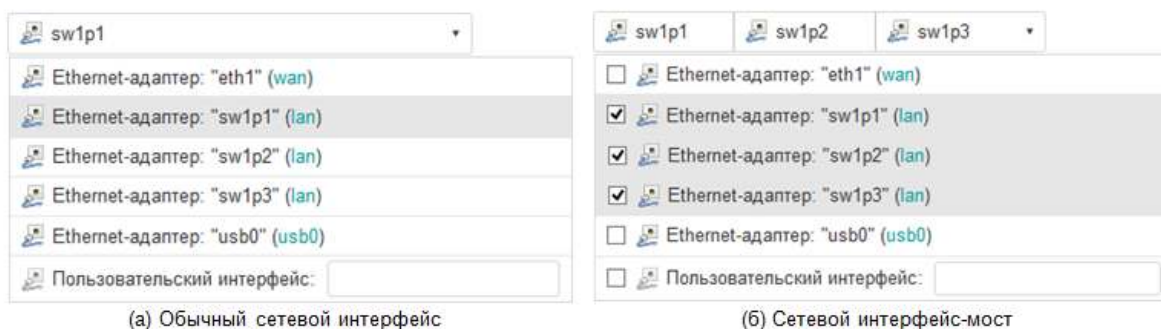 sw1p1
Ethernet-адаптер: "eth1" (wan)
Ethernet-адаптер: "sw1p1" (lan)
Ethernet-адаптер: "sw1p2" (lan)
Ethernet-адаптер: "sw1p3" (lan)
Ethernet-адаптер: "usb0" (usb0)
Пользовательский интерфейс:
(а) Обычный сетевой интерфейс
sw1p1 sw1p2 sw1p3
Ethernet-адаптер: "eth1" (wan)
Ethernet-адаптер: "sw1p1" (lan)
Ethernet-адаптер: "sw1p2" (lan)
Ethernet-адаптер: "sw1p3" (lan)
Ethernet-адаптер: "usb0" (usb0)
Пользовательский интерфейс:
(б) Сетевой интерфейс-мост